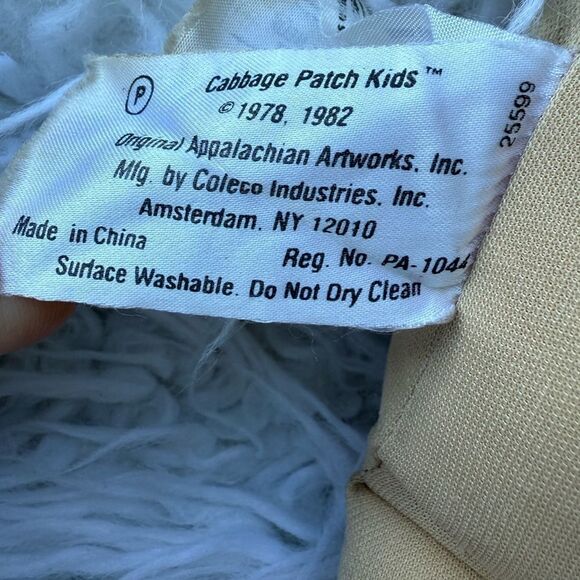 P
Cabbage Patch Kids™
© 1978, 1982
Original Appalachian Artworks, Inc.
Mfg. by Coleco Industries, Inc.
Amsterdam, NY 12010
Made in China
Reg. No. PA-1044
Surface Washable. Do Not Dry Clean
25599